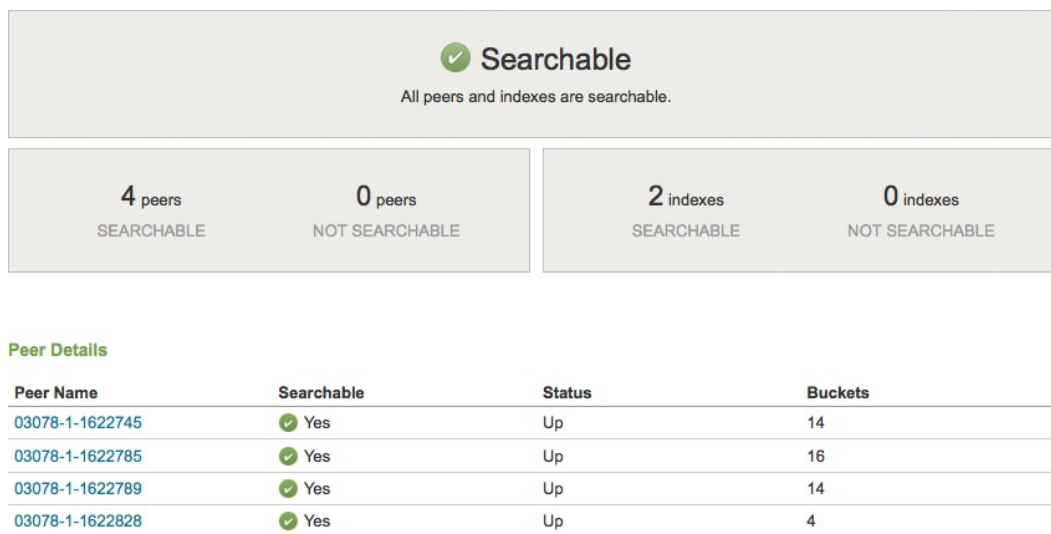 Searchable
All peers and indexes are searchable.
4 peers 0 peers 2 indexes 0 indexes
SEARCHABLE NOT SEARCHABLE SEARCHABLE NOT SEARCHABLE
Peer Details
Peer Name Searchable Status Buckets
03078-1-1622745 Yes Up 14
03078-1-1622785 Yes Up 16
03078-1-1622789 Yes Up 14
03078-1-1622828 Yes Up 4